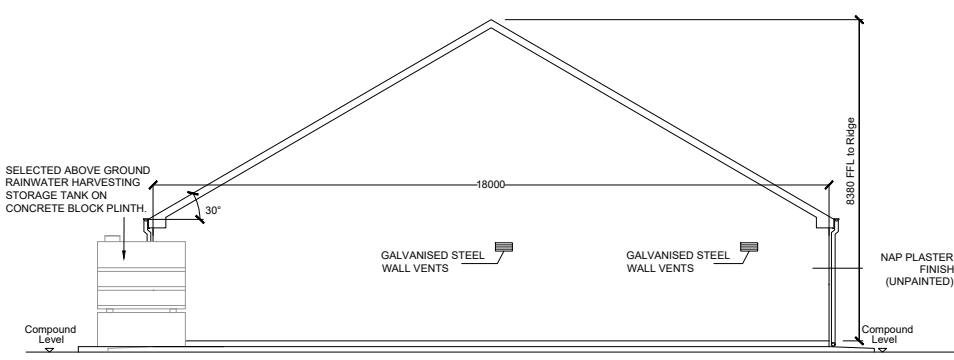 8380 FFL to Ridge
SELECTED ABOVE GROUND
RAINWATER HARVESTING
STORAGE TANK ON
CONCRETE BLOCK PLINTH.
18000
30°
GALVANISED STEEL
WALL VENTS
GALVANISED STEEL
WALL VENTS
NAP PLASTER
FINISH
(UNPAINTED)
Compound
Level
Compound
Level